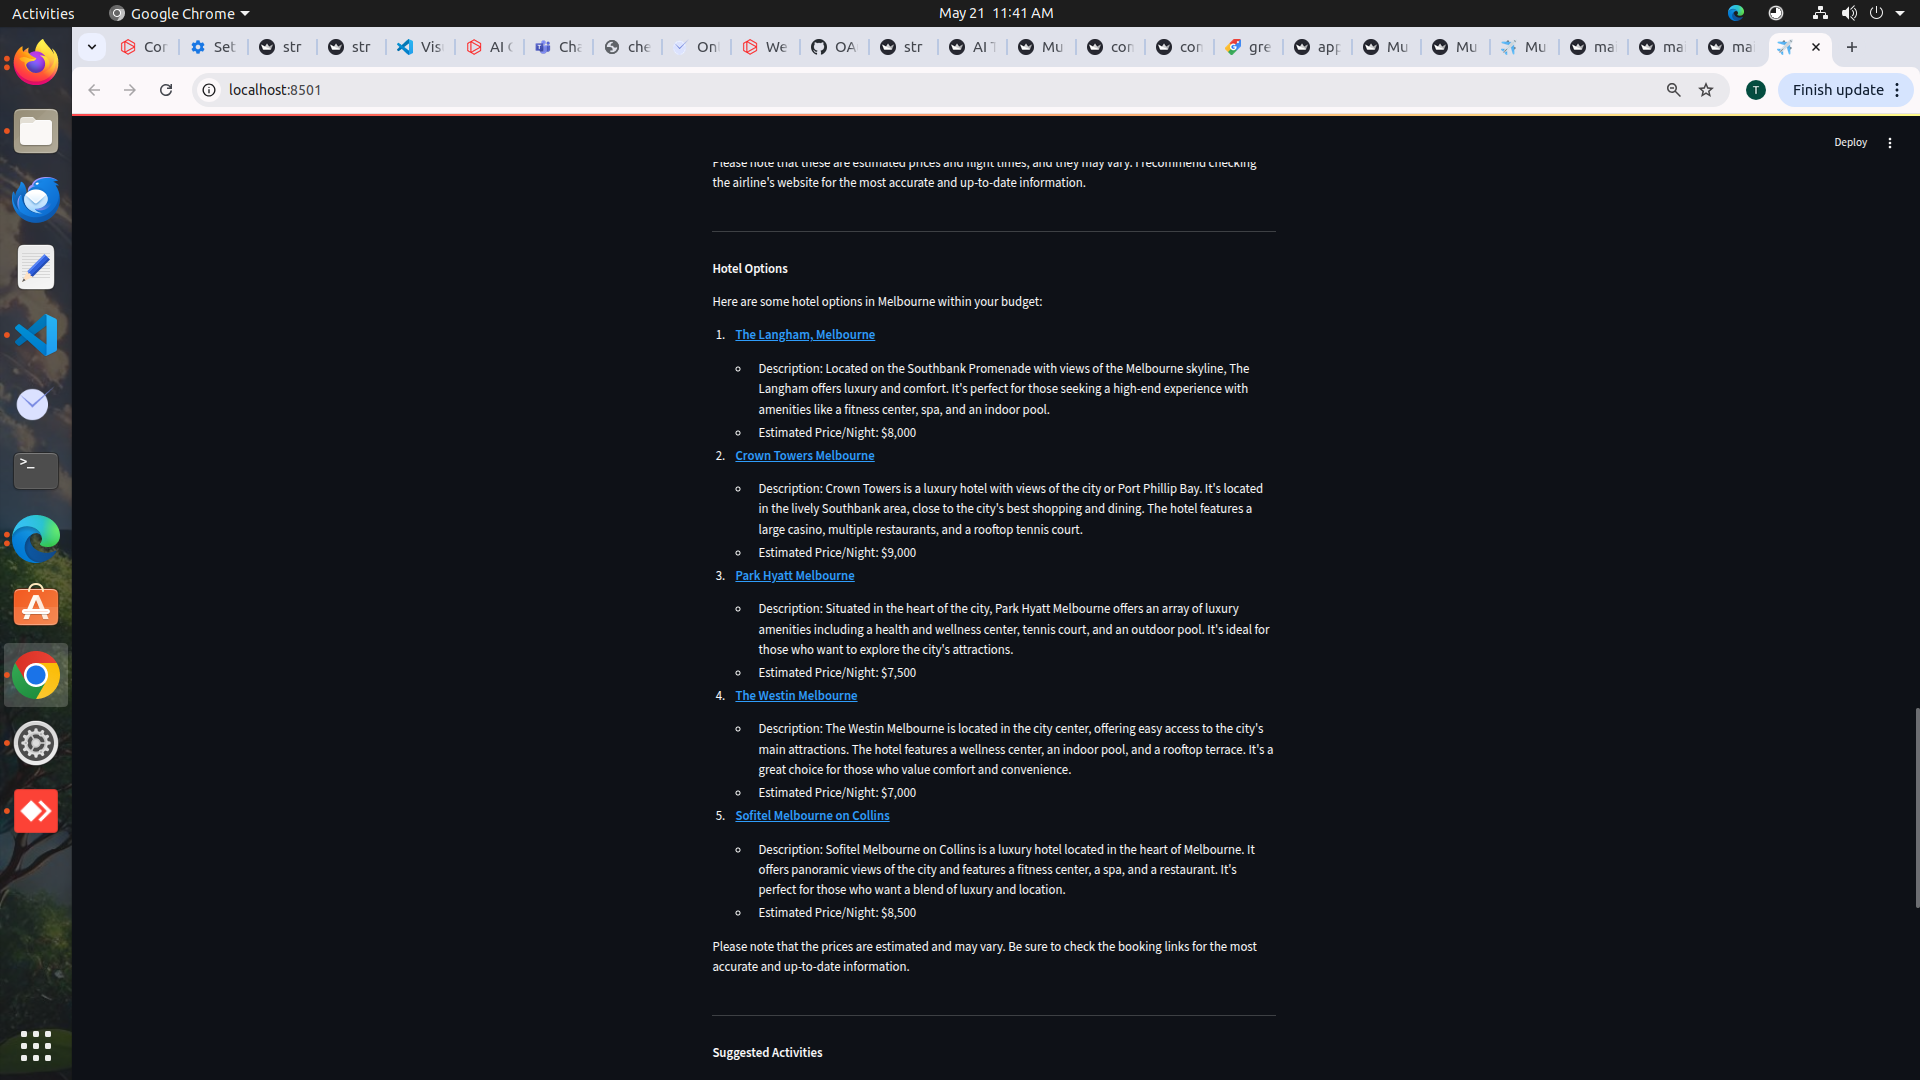 Activities
Google Chrome
May 21 11:41 AM
Cor
Set
str
str
Vis
AI
Cha
che
Onl
We
OA
str
AI T
Mu
con
con
gre
app
Mu
Mu
Mu
mai
mai
mai
localhost:8501
T
Finish update
Deploy
Please note that these are estimated prices and flight times, and they may vary. I recommend checking
the airline's website for the most accurate and up-to-date information.
Hotel Options
Here are some hotel options in Melbourne within your budget:
1. The Langham, Melbourne
Description: Located on the Southbank Promenade with views of the Melbourne skyline, The
Langham offers luxury and comfort. It's perfect for those seeking a high-end experience with
amenities like a fitness center, spa, and an indoor pool.
Estimated Price/Night: $8,000
2. Crown Towers Melbourne
Description: Crown Towers is a luxury hotel with views of the city or Port Phillip Bay. It's located
in the lively Southbank area, close to the city's best shopping and dining. The hotel features a
large casino, multiple restaurants, and a rooftop tennis court.
Estimated Price/Night: $9,000
3. Park Hyatt Melbourne
Description: Situated in the heart of the city, Park Hyatt Melbourne offers an array of luxury
amenities including a health and wellness center, tennis court, and an outdoor pool. It's ideal for
those who want to explore the city's attractions.
Estimated Price/Night: $7,500
4. The Westin Melbourne
Description: The Westin Melbourne is located in the city center, offering easy access to the city's
main attractions. The hotel features a wellness center, an indoor pool, and a rooftop terrace. It's a
great choice for those who value comfort and convenience.
Estimated Price/Night: $7,000
5. Sofitel Melbourne on Collins
Description: Sofitel Melbourne on Collins is a luxury hotel located in the heart of Melbourne. It
offers panoramic views of the city and features a fitness center, a spa, and a restaurant. It's
perfect for those who want a blend of luxury and location.
Estimated Price/Night: $8,500
Please note that the prices are estimated and may vary. Be sure to check the booking links for the most
accurate and up-to-date information.
Suggested Activities